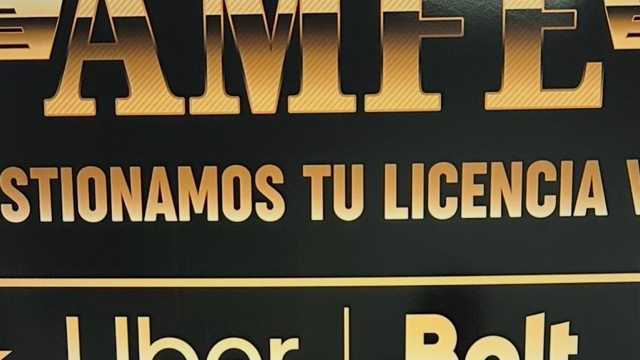 AMFE
STIONAMOS TU LICENCIA V
Uber | Bolt